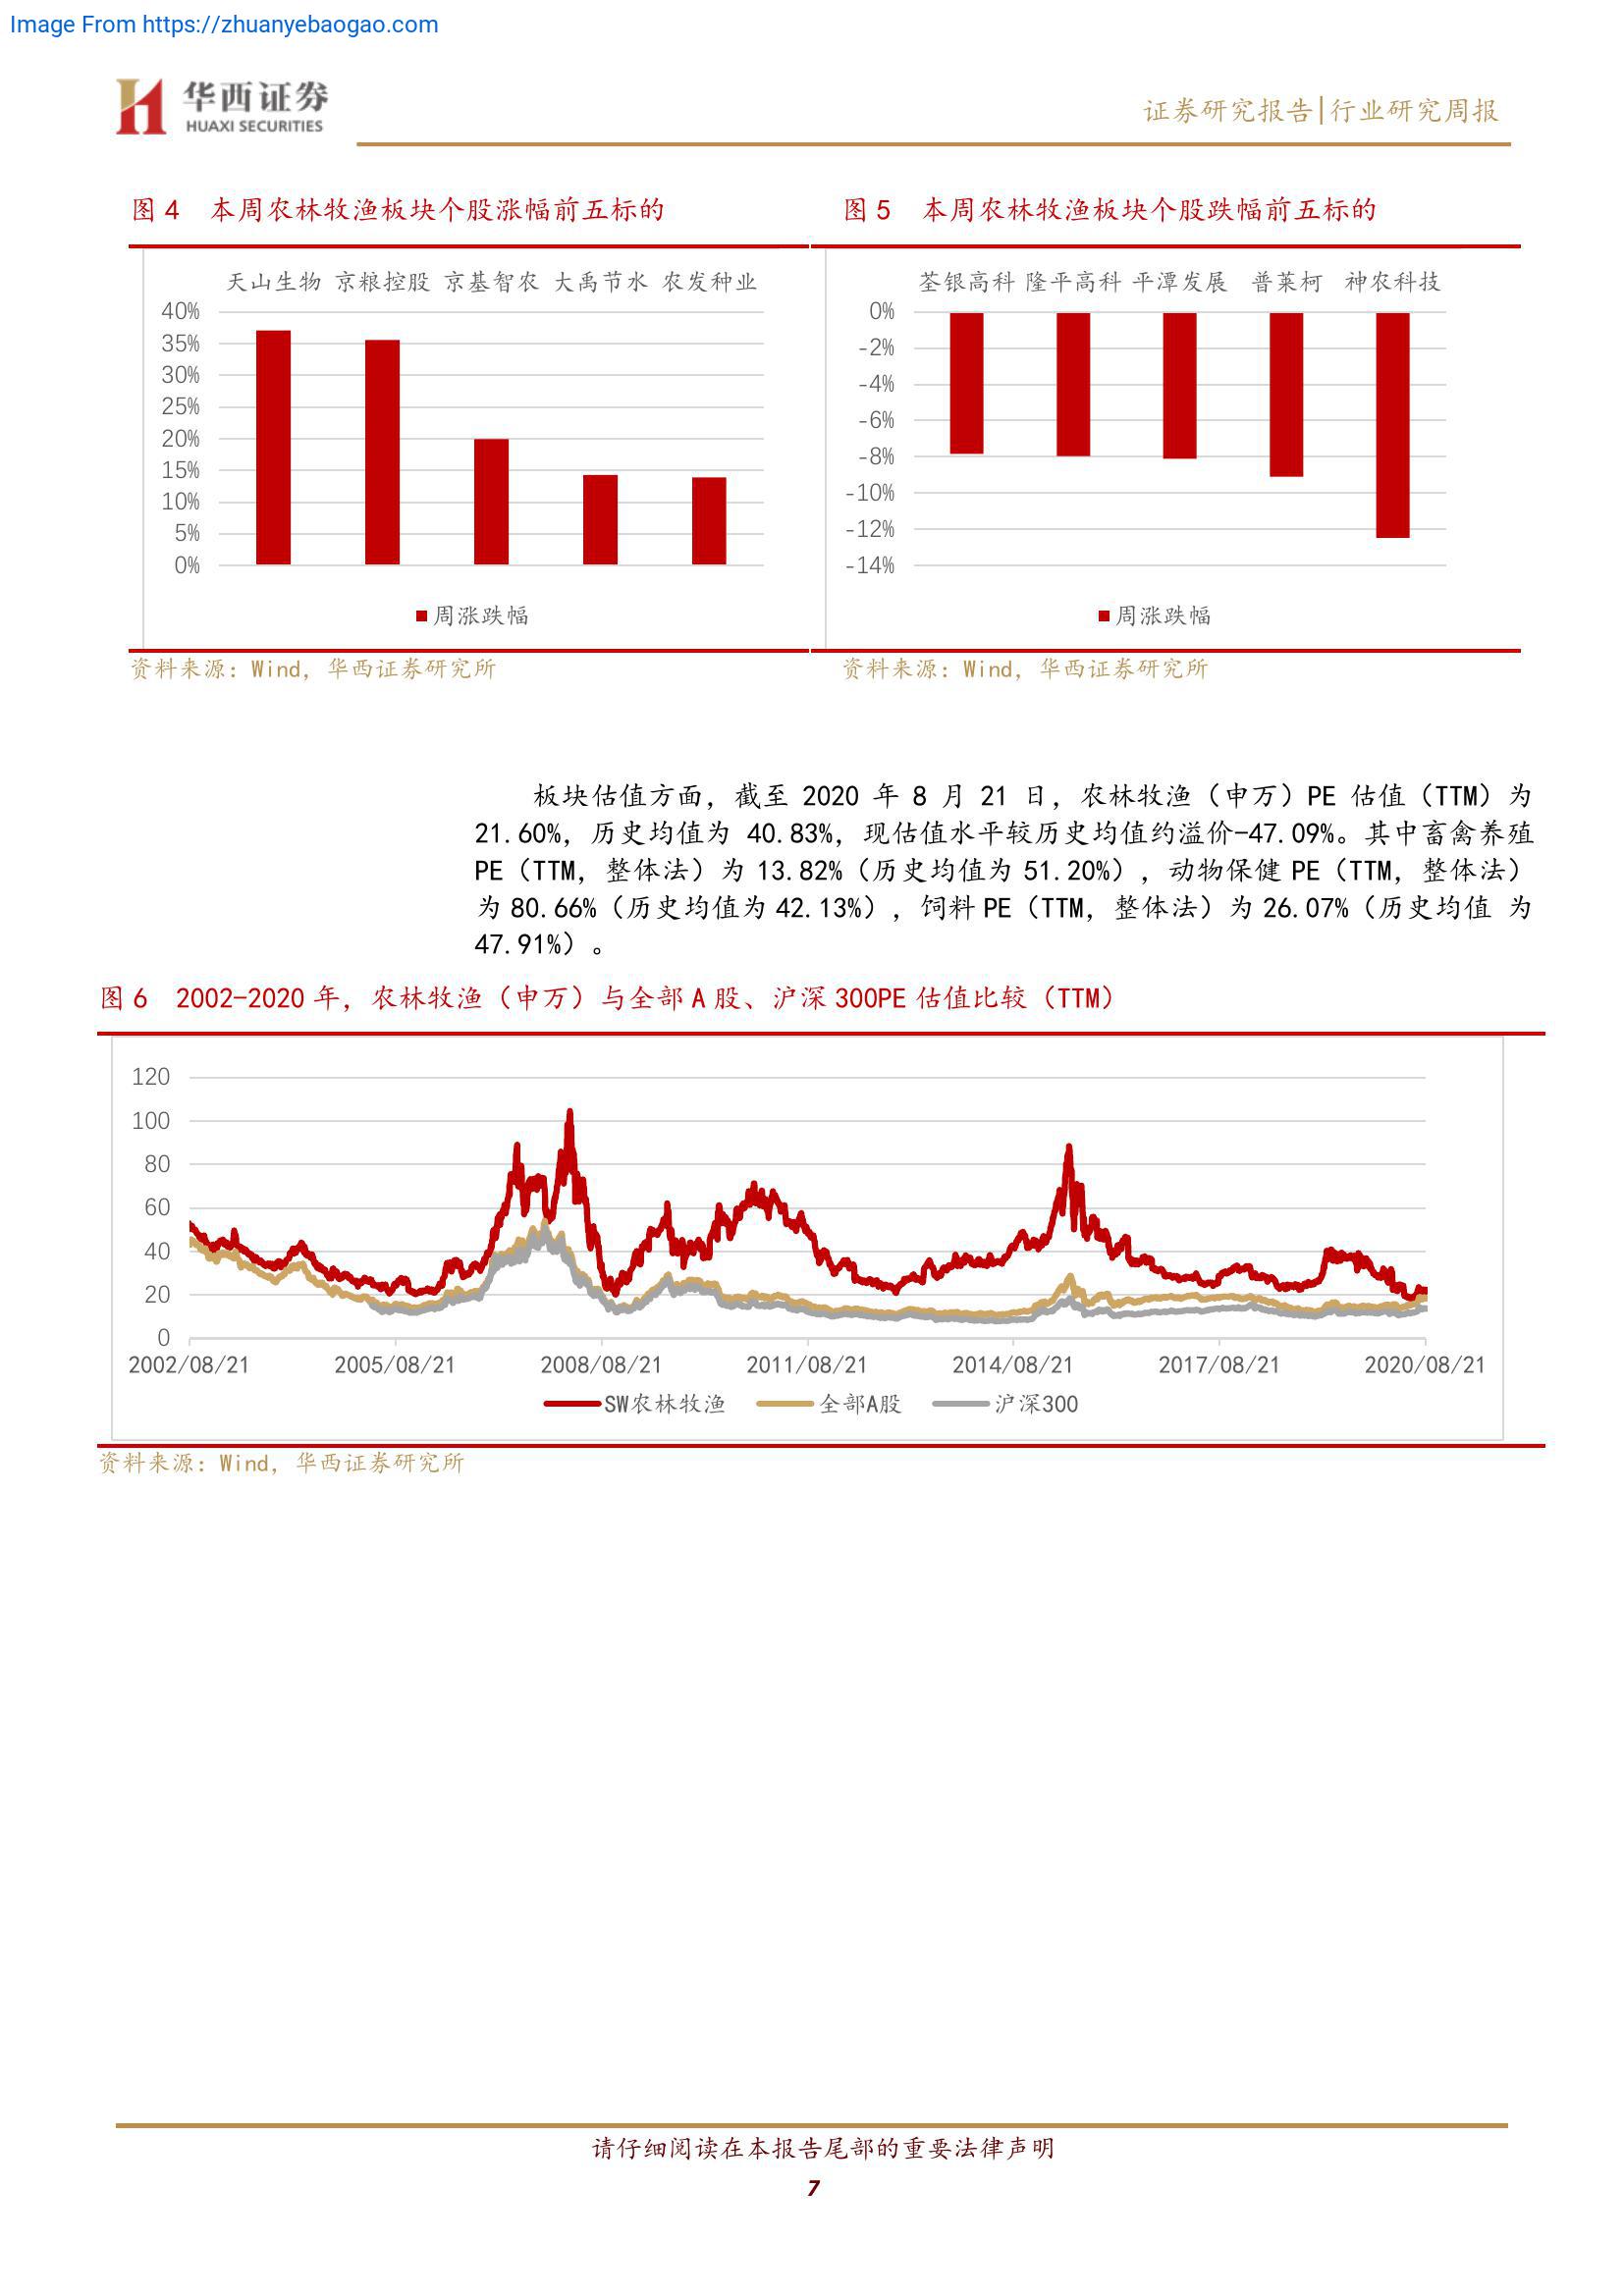 Image From https://zhuanyebaogao.com
华西证券
HUAXI SECURITIES
证券研究报告|行业研究周报
图 4 本周农林牧渔板块个股涨幅前五标的
天山生物 京粮控股 京基智农 大禹节水 农发种业
40%
35%
30%
25%
20%
15%
10%
5%
0%
周涨跌幅
资料来源：Wind，华西证券研究所
图 5 本周农林牧渔板块个股跌幅前五标的
荃银高科 隆平高科 平潭发展 普莱柯 神农科技
0%
-2%
-4%
-6%
-8%
-10%
-12%
-14%
周涨跌幅
资料来源：Wind，华西证券研究所
板块估值方面，截至 2020 年 8 月 21 日，农林牧渔（申万）PE 估值（TTM）为
21.60%，历史均值为 40.83%，现估值水平较历史均值约溢价-47.09%。其中畜禽养殖
PE（TTM，整体法）为 13.82%（历史均值为 51.20%），动物保健 PE（TTM，整体法）
为 80.66%（历史均值为 42.13%），饲料 PE（TTM，整体法）为 26.07%（历史均值 为
47.91%）。
图 6 2002-2020 年，农林牧渔（申万）与全部 A 股、沪深 300PE 估值比较（TTM）
120
100
80
60
40
20
0
2002/08/21 2005/08/21 2008/08/21 2011/08/21 2014/08/21 2017/08/21 2020/08/21
SW农林牧渔 全部A股 沪深300
资料来源：Wind，华西证券研究所
请仔细阅读在本报告尾部的重要法律声明
7